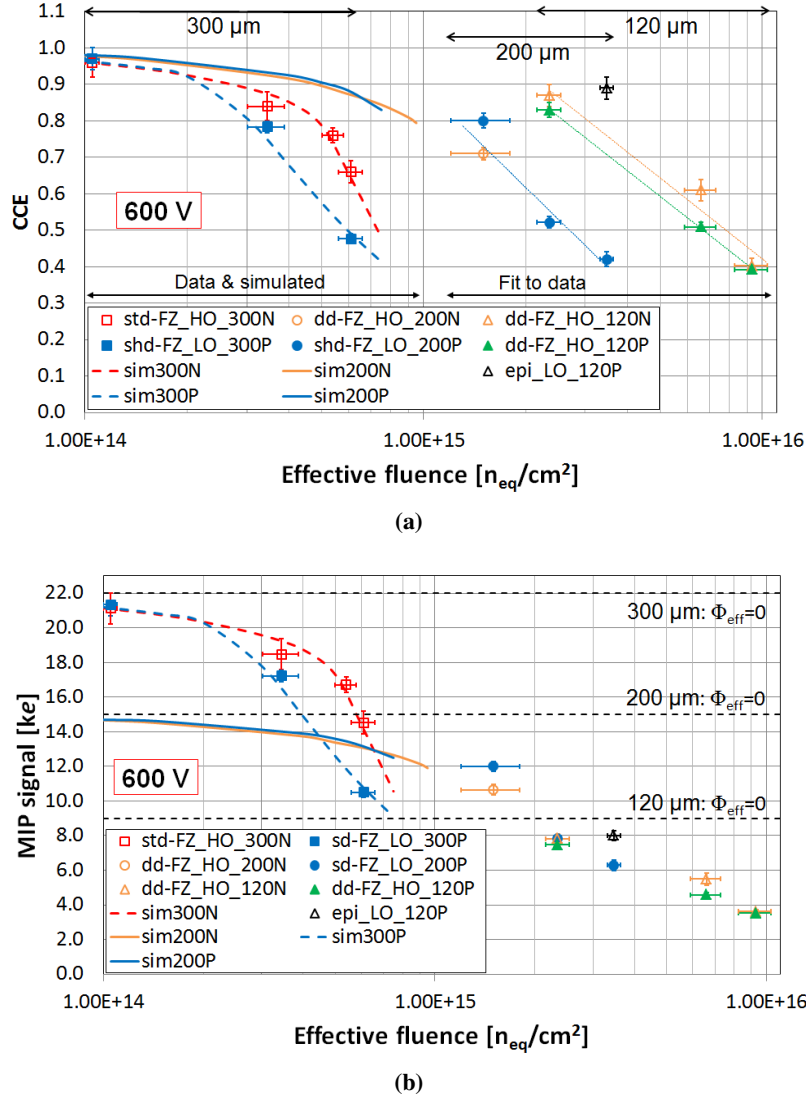 1.1
1.0
0.9
0.8
0.7
0.6
0.5
0.4
0.3
0.2
0.1
0.0
CCE
300 µm
120 µm
200 µm
600 V
Data & simulated
Fit to data
std-FZ_HO_300N dd-FZ_HO_200N dd-FZ_HO_120N
shd-FZ_LO_300P shd-FZ_LO_200P dd-FZ_HO_120P
sim300N sim200N epi_LO_120P
sim300P sim200P
1.00E+14 1.00E+15 1.00E+16
Effective fluence [n_eq/cm²]
(a)
22.0
20.0
18.0
16.0
14.0
12.0
10.0
8.0
6.0
4.0
2.0
0.0
MIP signal [ke]
300 µm: Φ_eff=0
200 µm: Φ_eff=0
600 V
120 µm: Φ_eff=0
std-FZ_HO_300N sd-FZ_LO_300P
dd-FZ_HO_200N sd-FZ_LO_200P
dd-FZ_HO_120N dd-FZ_HO_120P
sim300N epi_LO_120P
sim200N sim300P
sim200P
1.00E+14 1.00E+15 1.00E+16
Effective fluence [n_eq/cm²]
(b)